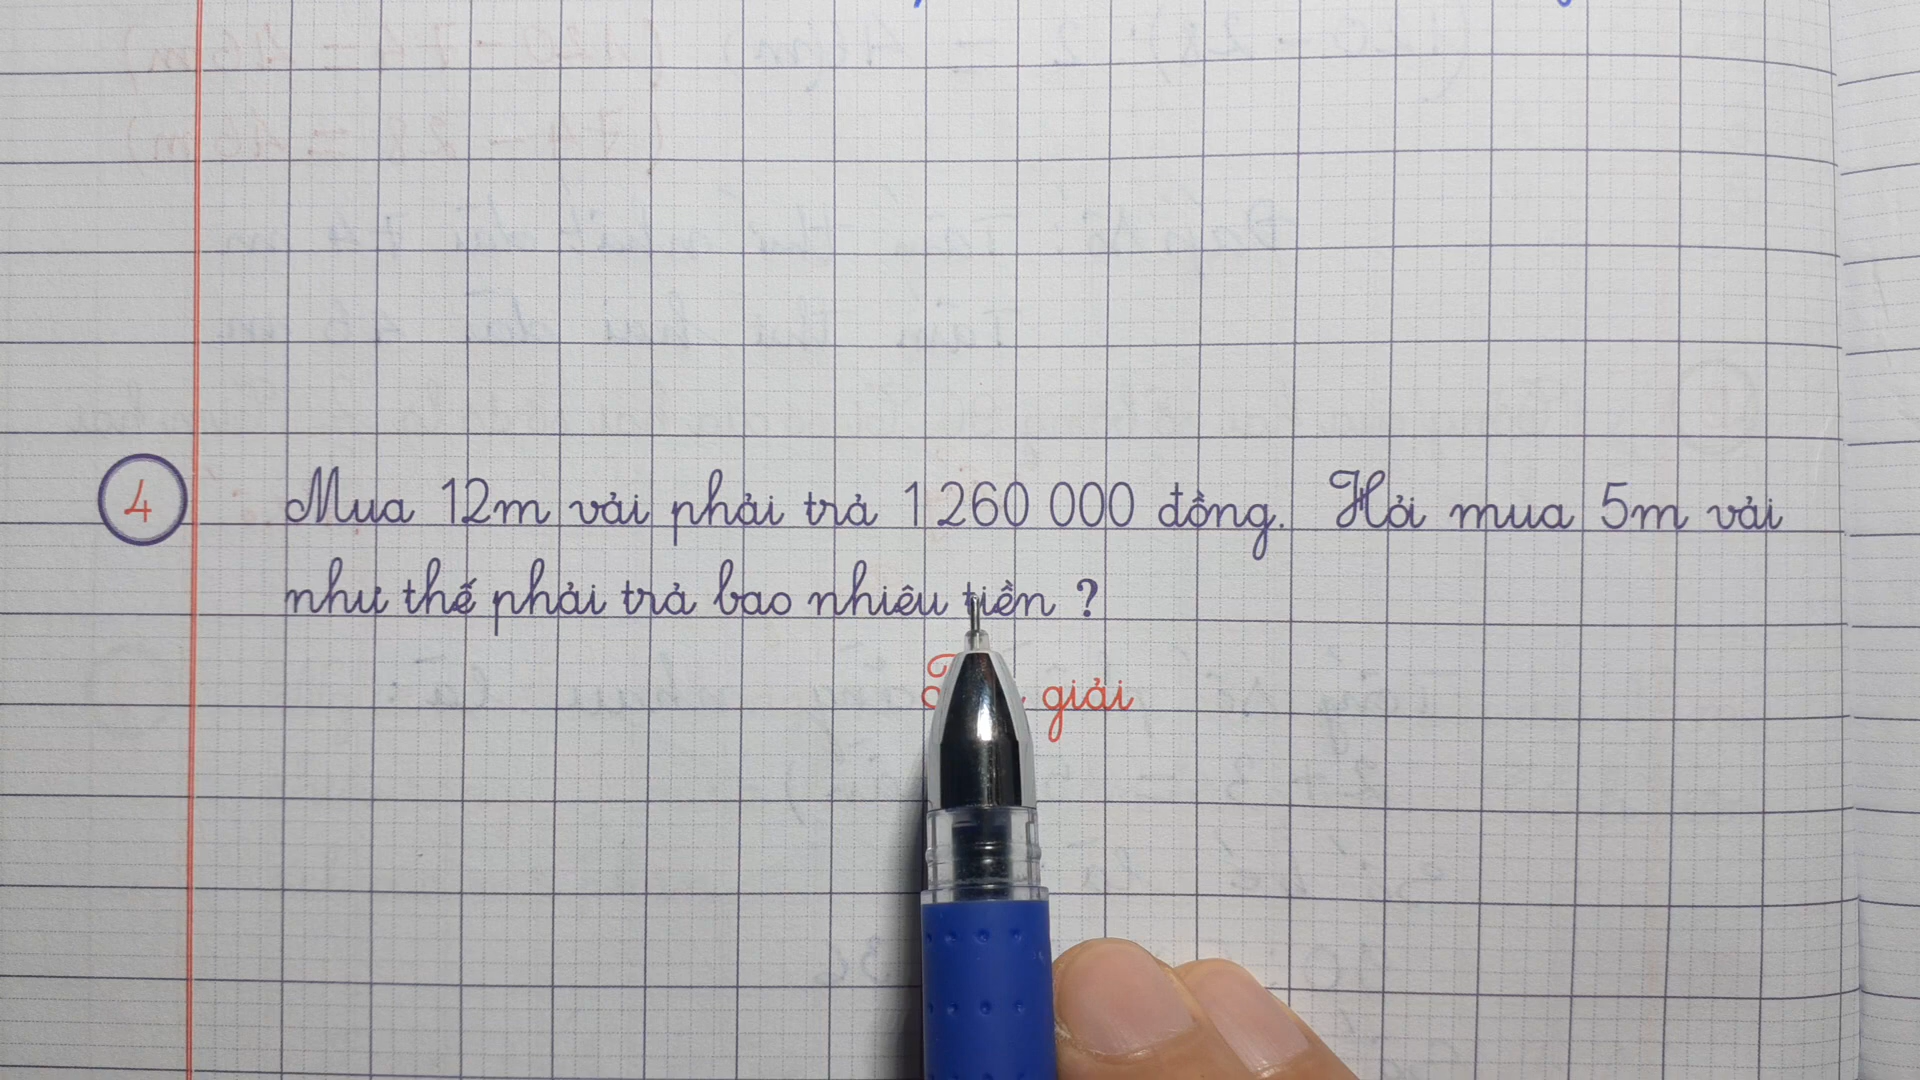 4 Mua 12m vải phải trả 1 260 000 đồng. Hỏi mua 5m vải
như thế phải trả bao nhiêu tiền ?
giải